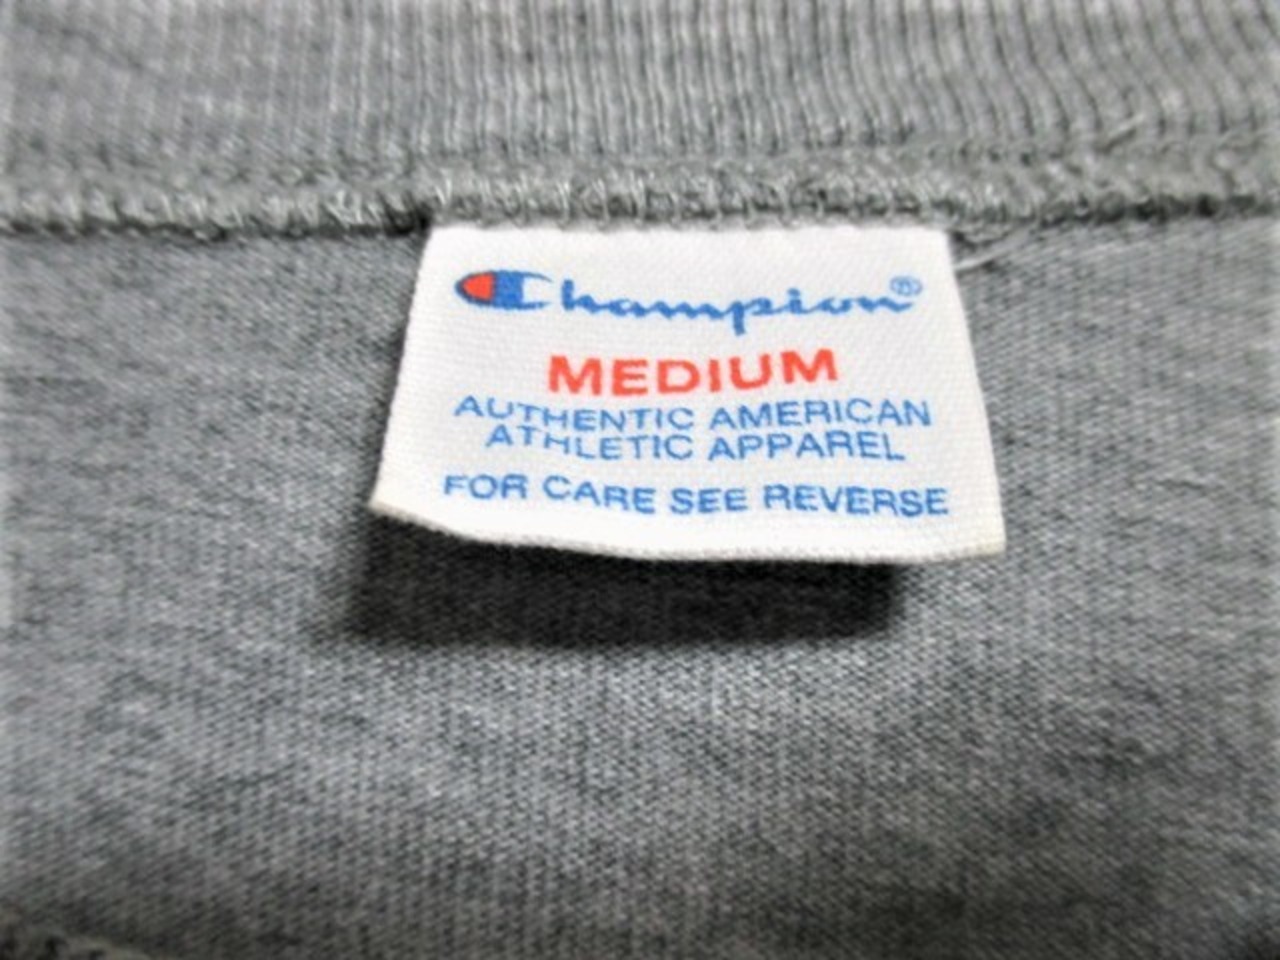 Champion®
MEDIUM
AUTHENTIC AMERICAN
ATHLETIC APPAREL
FOR CARE SEE REVERSE